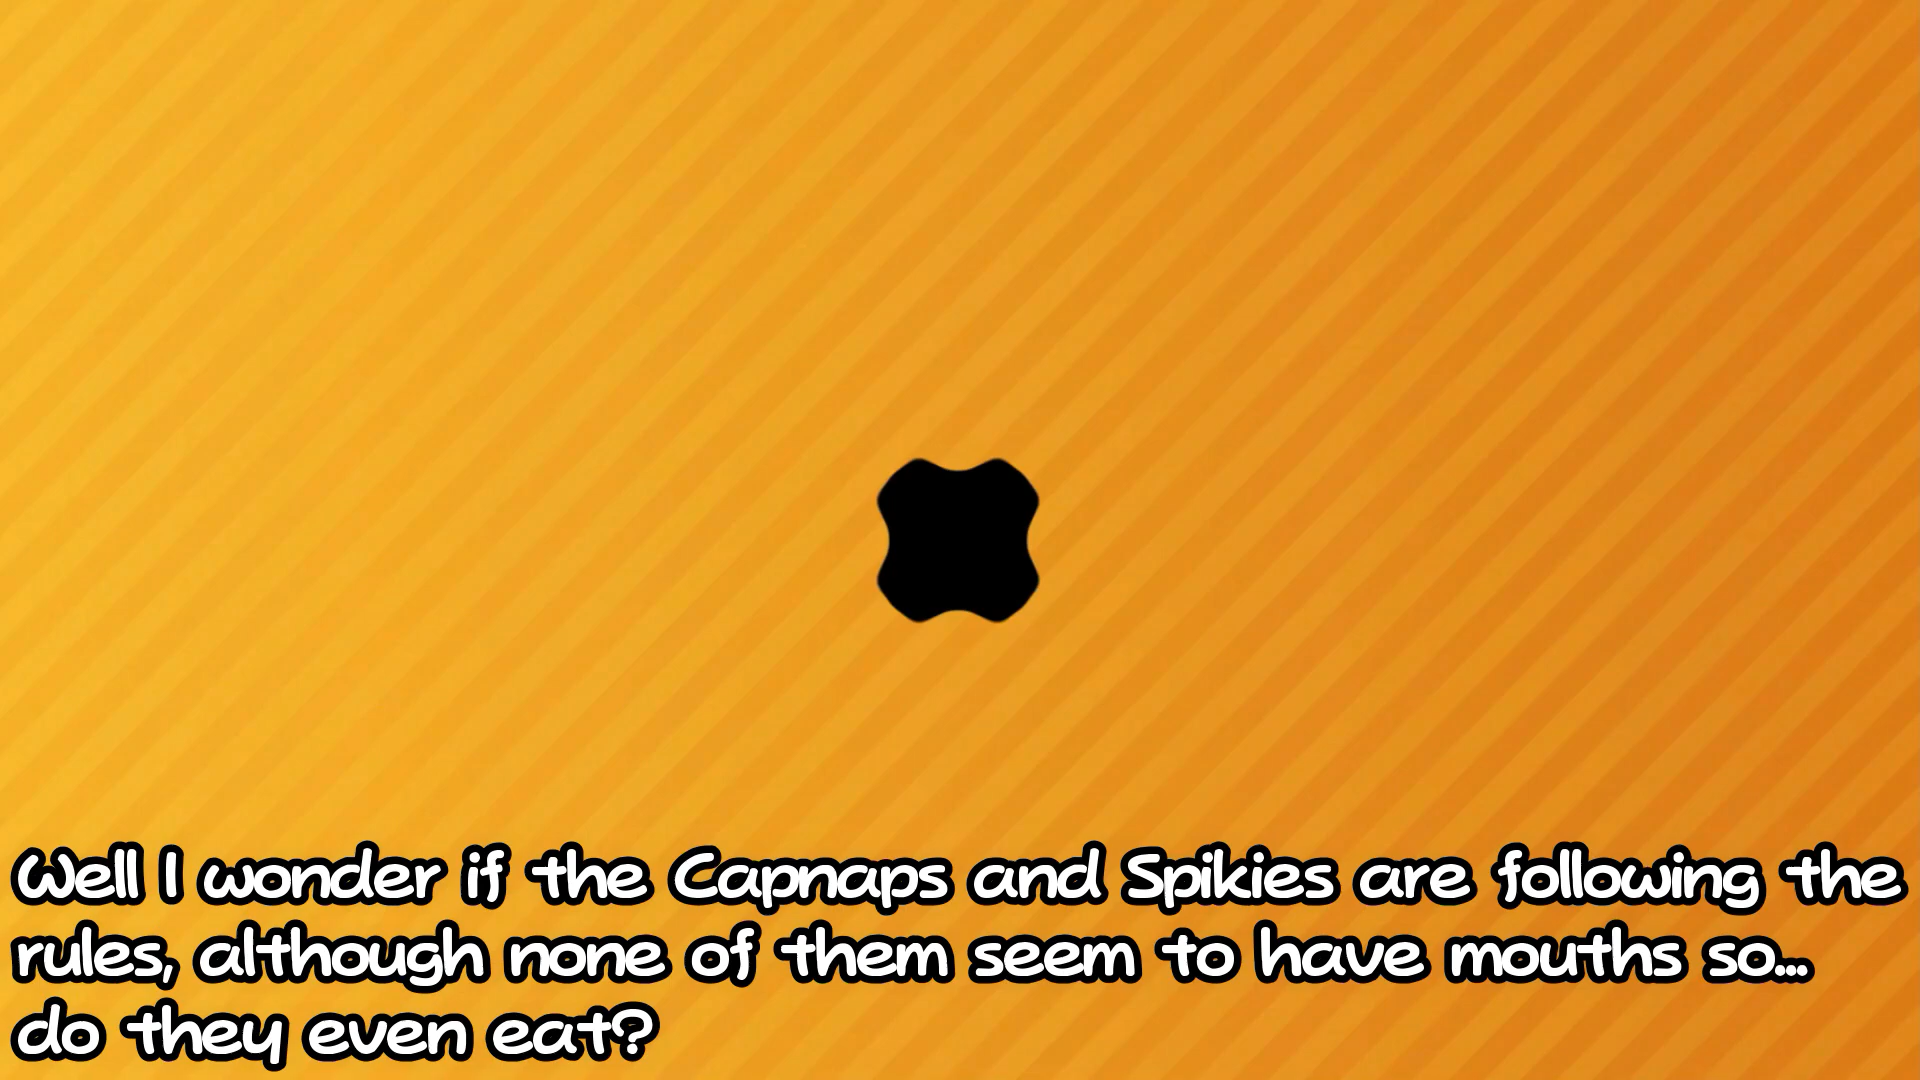 Well I wonder if the Capnaps and Spikies are following the
rules, although none of them seem to have mouths so...
do they even eat?